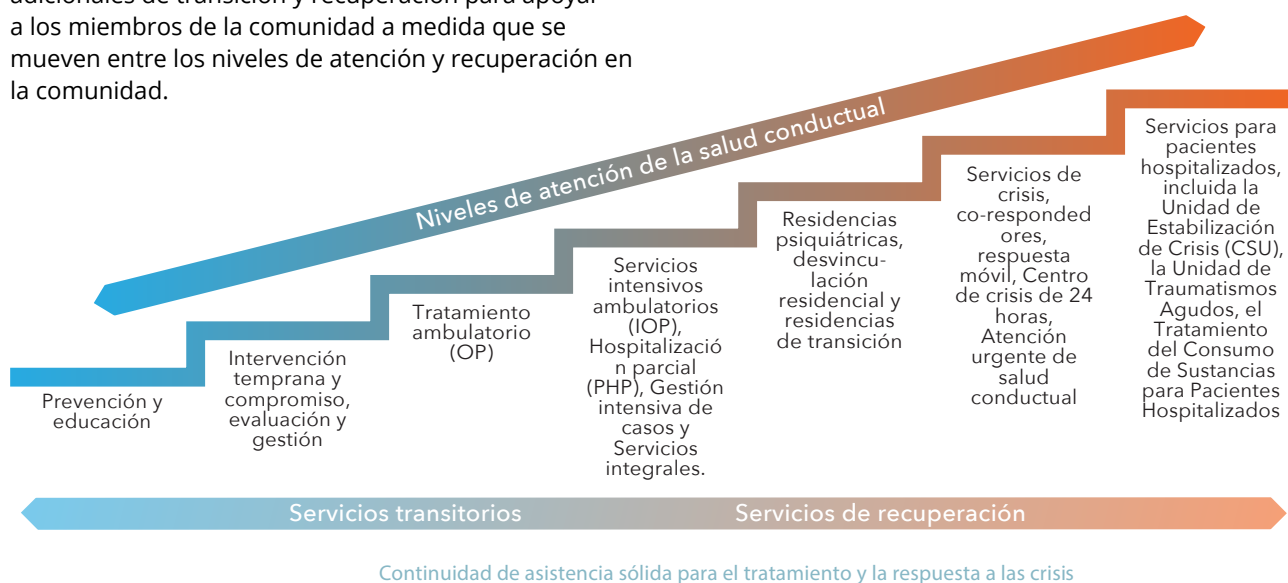 adicionales de transición y recuperación para apoyar
a los miembros de la comunidad a medida que se
mueven entre los niveles de atención y recuperación en
la comunidad.
Niveles de atención de la salud conductual
Prevención y
educación
Intervención
temprana y
compromiso,
evaluación y
gestión
Tratamiento
ambulatorio
(OP)
Servicios
intensivos
ambulatorios
(IOP),
Hospitalizació
n parcial
(PHP), Gestión
intensiva de
casos y
Servicios
integrales.
Residencias
psiquiátricas,
desvincu-
lación
residencial y
residencias
de transición
Servicios de
crisis,
co-responded
ores,
respuesta
móvil, Centro
de crisis de 24
horas,
Atención
urgente de
salud
conductual
Servicios para
pacientes
hospitalizados,
incluida la
Unidad de
Estabilización
de Crisis (CSU),
la Unidad de
Traumatismos
Agudos, el
Tratamiento
del Consumo
de Sustancias
para Pacientes
Hospitalizados
Servicios transitorios
Servicios de recuperación
Continuidad de asistencia sólida para el tratamiento y la respuesta a las crisis